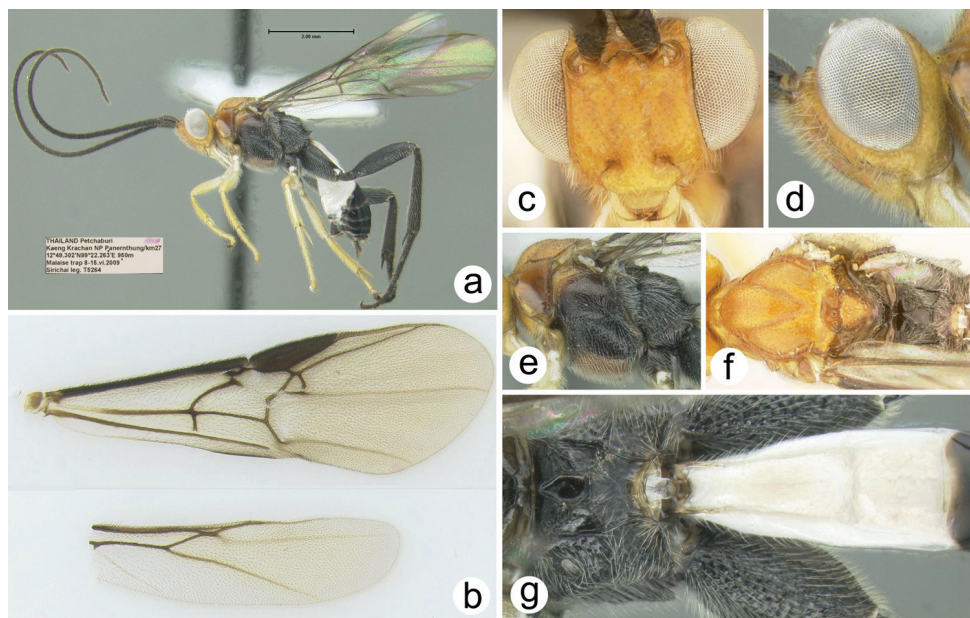 2.00 mm
THAILAND Petchaburi
Kaeng Krachan NP Panernthung/km27
12°49.302'N99°22.263'E 950m
Malaise trap 8-15.vi.2009
Sirichai leg. T5264
a
b
c
d
e
f
g